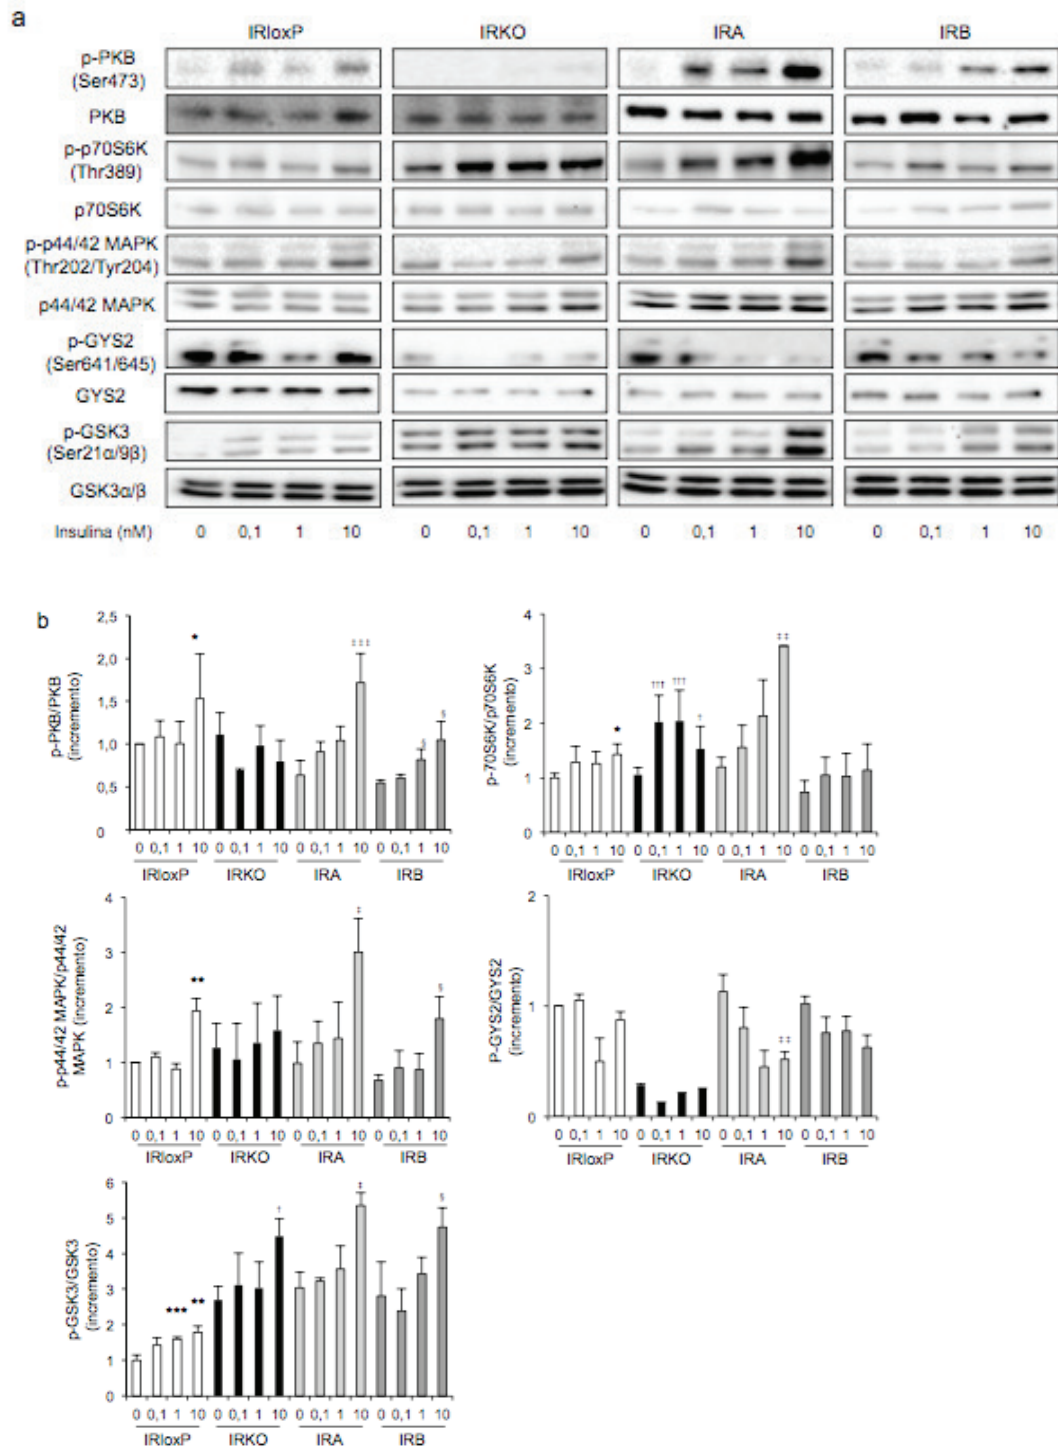 a
IRloxP IRKO IRA IRB
p-PKB
(Ser473)
PKB
p-p70S6K
(Thr389)
p70S6K
p-p44/42 MAPK
(Thr202/Tyr204)
p44/42 MAPK
p-GYS2
(Ser641/645)
GYS2
p-GSK3
(Ser21α/9β)
GSK3α/β
Insulina (nM) 0 0,1 1 10 0 0,1 1 10 0 0,1 1 10 0 0,1 1 10
b
p-PKB/PKB
(incremento)
2,5
2,0
1,5
1,0
0,5
0
* ‡‡‡ § §
0 0,1 1 10 0 0,1 1 10 0 0,1 1 10 0 0,1 1 10
IRloxP IRKO IRA IRB
p-70S6K/p70S6K
(incremento)
4
3
2
1
0
* ††† ††† † ‡‡
0 0,1 1 10 0 0,1 1 10 0 0,1 1 10 0 0,1 1 10
IRloxP IRKO IRA IRB
p-p44/42 MAPK/p44/42
MAPK (incremento)
4
3
2
1
0
** ‡ §
0 0,1 1 10 0 0,1 1 10 0 0,1 1 10 0 0,1 1 10
IRloxP IRKO IRA IRB
P-GYS2/GYS2
(incremento)
2
1
0
‡‡
0 0,1 1 10 0 0,1 1 10 0 0,1 1 10 0 0,1 1 10
IRloxP IRKO IRA IRB
p-GSK3/GSK3
(incremento)
6
5
4
3
2
1
0
*** ** † ‡ §
0 0,1 1 10 0 0,1 1 10 0 0,1 1 10 0 0,1 1 10
IRloxP IRKO IRA IRB